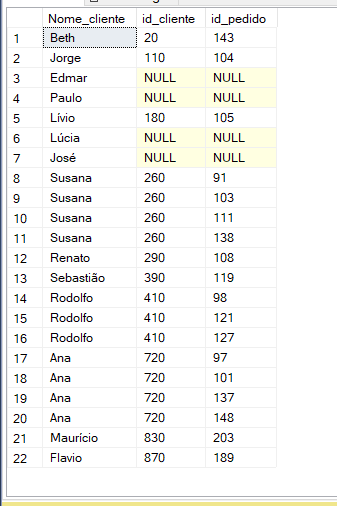 Nome_cliente id_cliente id_pedido
1 Beth 20 143
2 Jorge 110 104
3 Edmar NULL NULL
4 Paulo NULL NULL
5 Lívio 180 105
6 Lúcia NULL NULL
7 José NULL NULL
8 Susana 260 91
9 Susana 260 103
10 Susana 260 111
11 Susana 260 138
12 Renato 290 108
13 Sebastião 390 119
14 Rodolfo 410 98
15 Rodolfo 410 121
16 Rodolfo 410 127
17 Ana 720 97
18 Ana 720 101
19 Ana 720 137
20 Ana 720 148
21 Maurício 830 203
22 Flavio 870 189